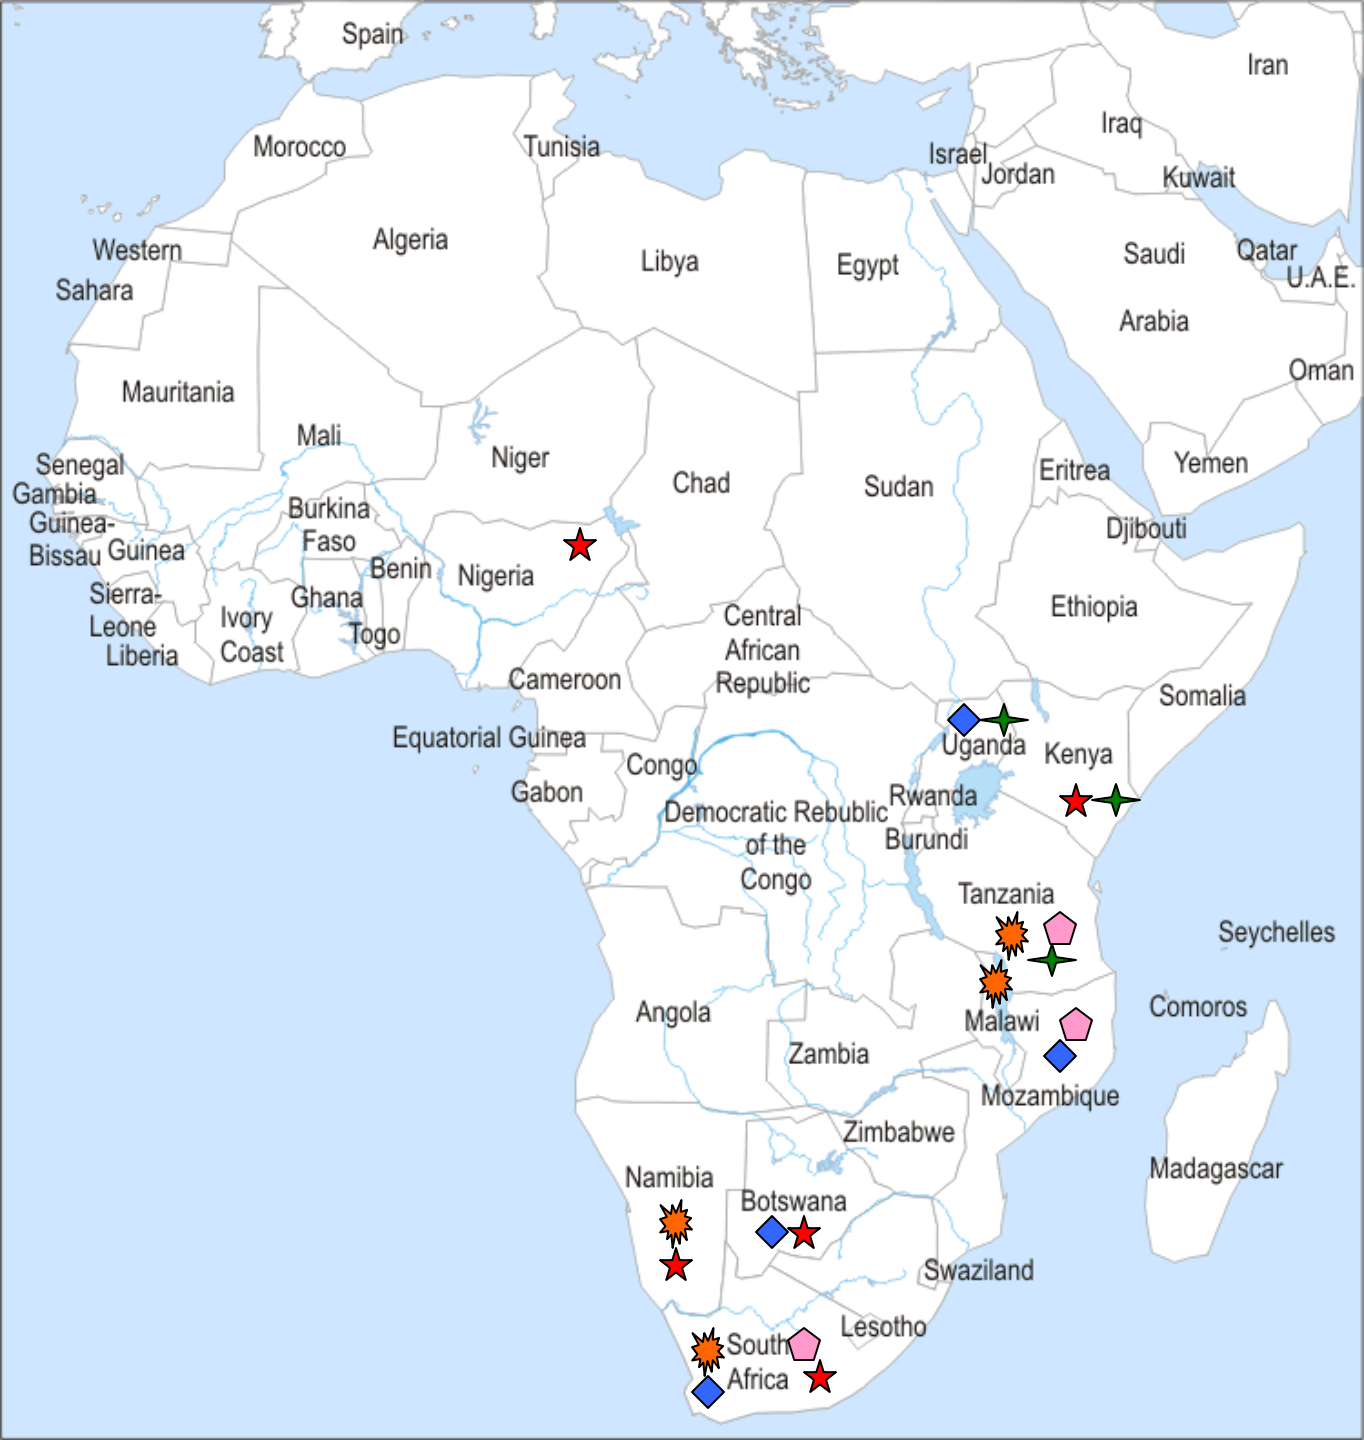 Spain
Iran
Iraq
Morocco
Tunisia
Israel
Jordan
Kuwait
Algeria
Libya
Egypt
Saudi
Arabia
Qatar
U.A.E.
Western
Sahara
Oman
Mauritania
Mali
Niger
Chad
Sudan
Eritrea
Yemen
Senegal
Gambia
Guinea-
Bissau
Guinea
Burkina
Faso
Benin
Nigeria
Djibouti
Sierra-
Leone
Liberia
Ivory
Coast
Ghana
Togo
Ethiopia
Central
African
Republic
Cameroon
Somalia
Equatorial Guinea
Congo
Uganda
Kenya
Gabon
Rwanda
Democratic Rebublic
of the
Congo
Burundi
Tanzania
Seychelles
Angola
Malawi
Comoros
Zambia
Mozambique
Zimbabwe
Madagascar
Namibia
Botswana
Swaziland
Lesotho
South
Africa